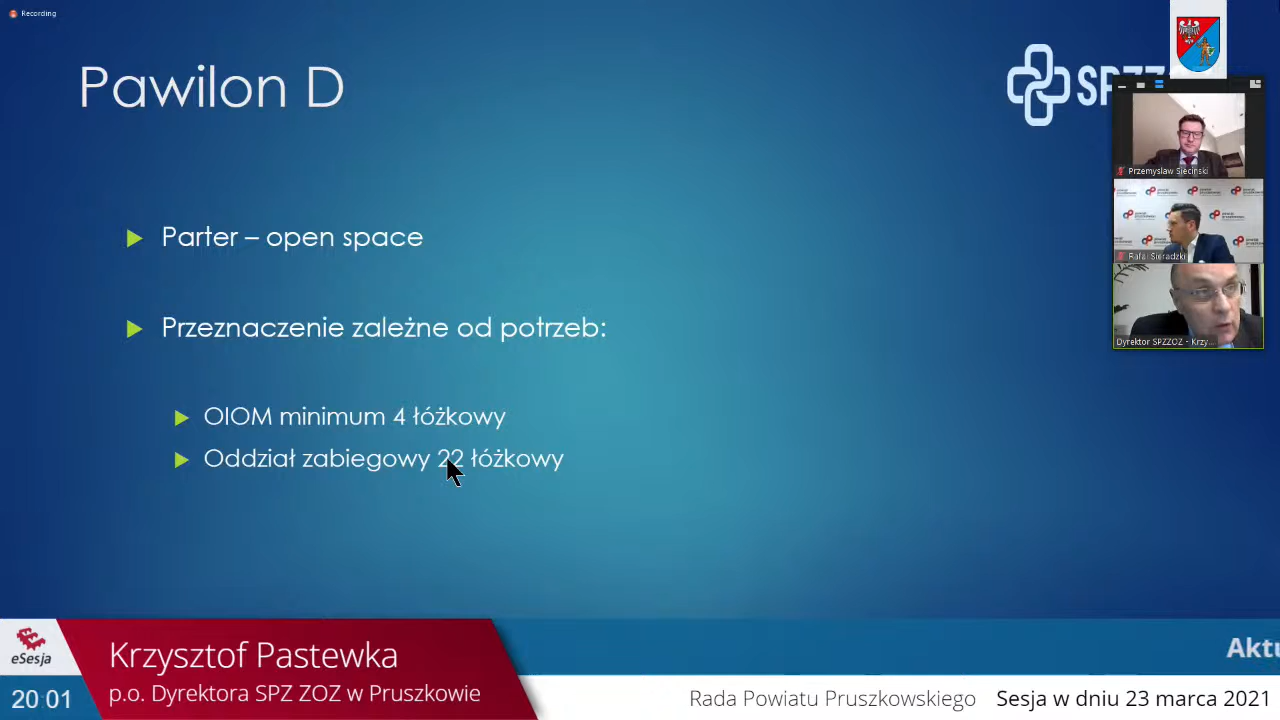 Recording
Pawilon D
SPZZ
Przemysław Sieciński
Rafał Sieradzki
Dyrektor SPZZOZ - Krzy...
Parter – open space
Przeznaczenie zależne od potrzeb:
OIOM minimum 4 łóżkowy
Oddział zabiegowy 22 łóżkowy
eSesja
Krzysztof Pastewka
p.o. Dyrektora SPZ ZOZ w Pruszkowie
Aktu
20:01
Rada Powiatu Pruszkowskiego
Sesja w dniu 23 marca 2021